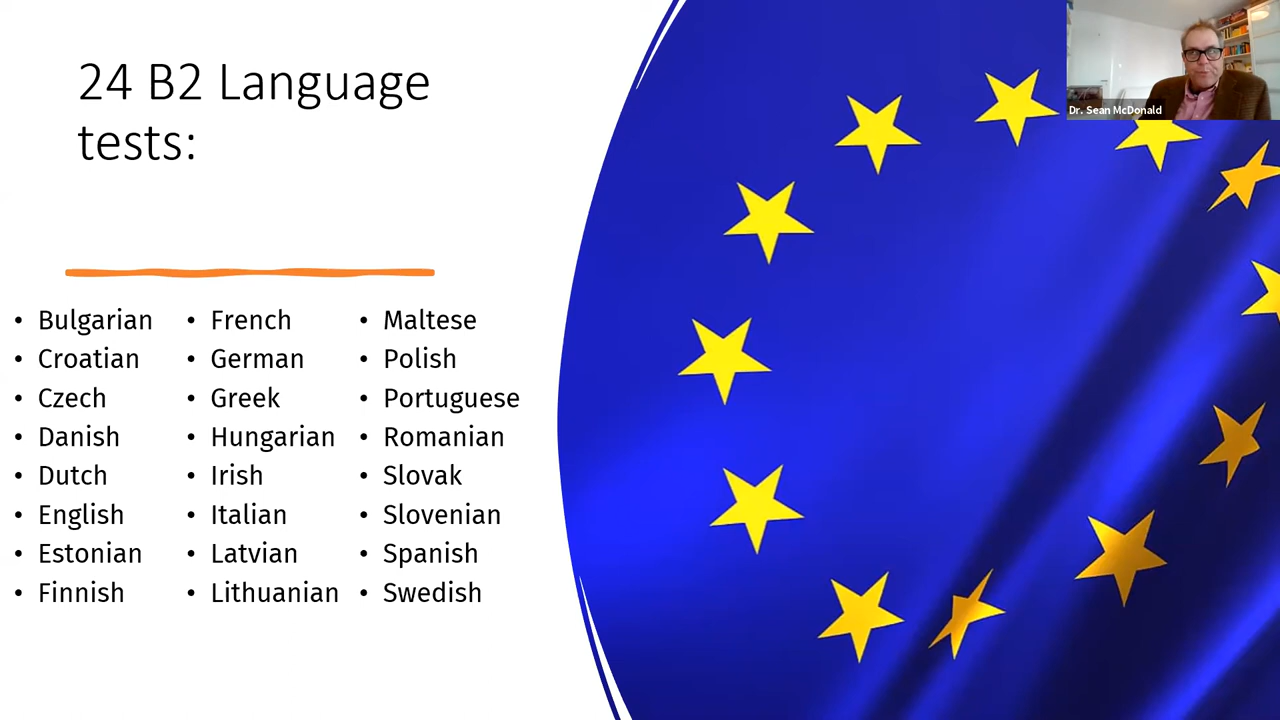 24 B2 Language
tests:
• Bulgarian
• Croatian
• Czech
• Danish
• Dutch
• English
• Estonian
• Finnish
• French
• German
• Greek
• Hungarian
• Irish
• Italian
• Latvian
• Lithuanian
• Maltese
• Polish
• Portuguese
• Romanian
• Slovak
• Slovenian
• Spanish
• Swedish
Dr. Sean McDonald